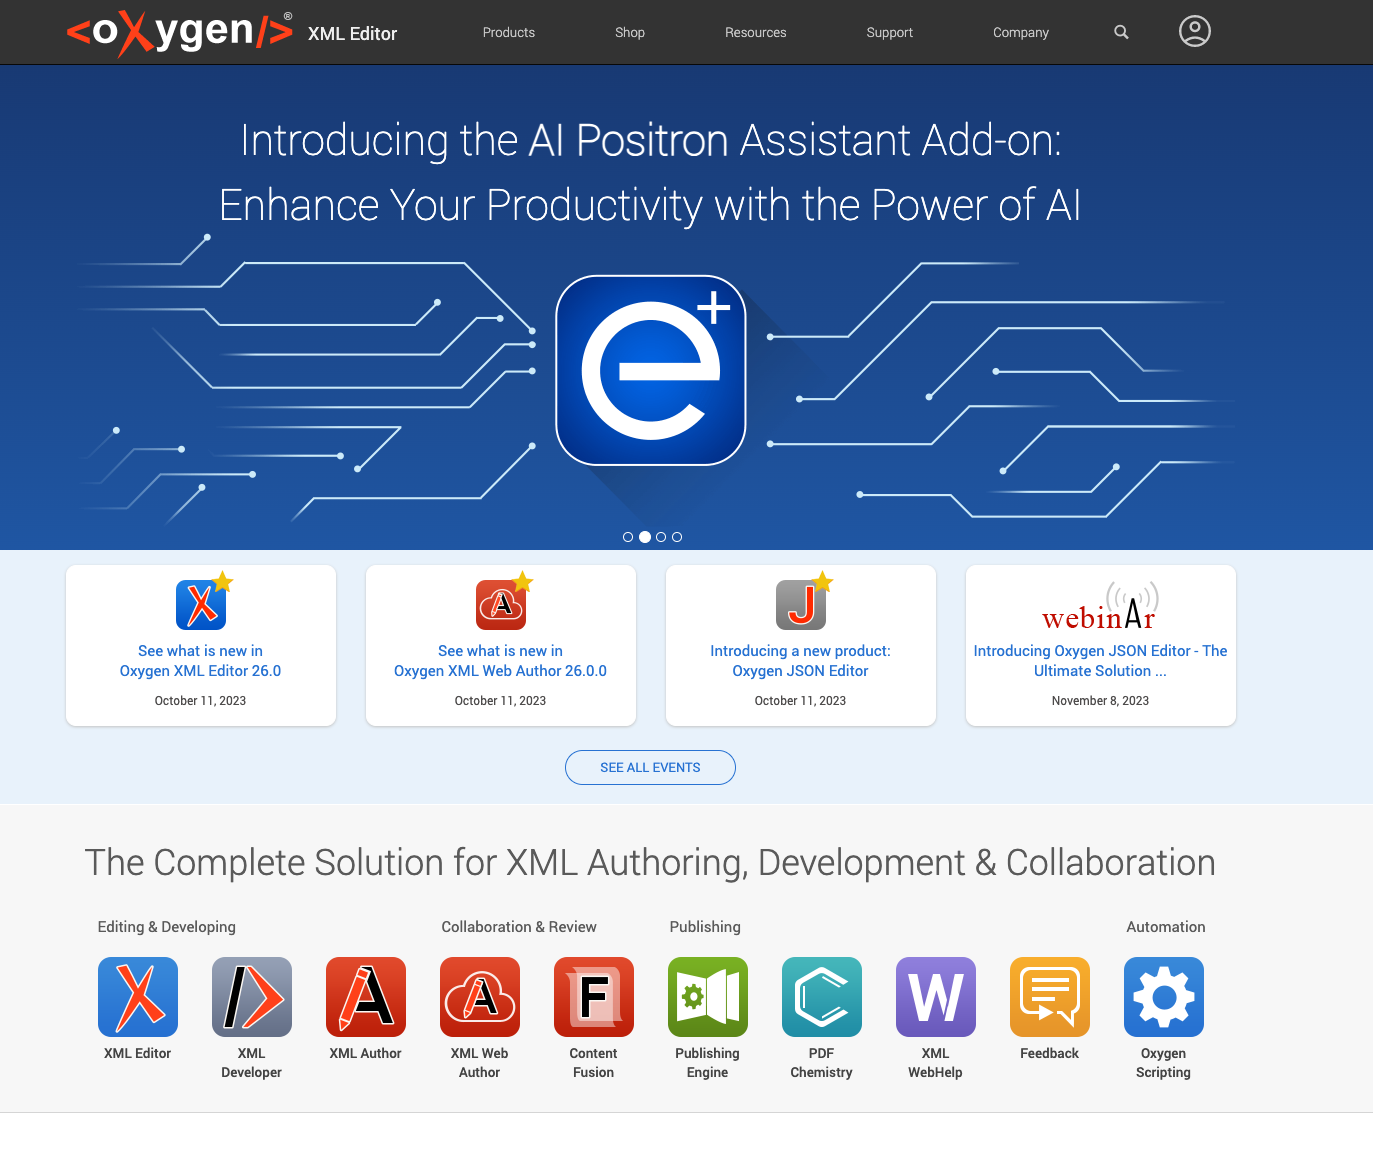 <oXygen/>® XML Editor Products Shop Resources Support Company
Introducing the AI Positron Assistant Add-on:
Enhance Your Productivity with the Power of AI
e+
See what is new in
Oxygen XML Editor 26.0
October 11, 2023
See what is new in
Oxygen XML Web Author 26.0.0
October 11, 2023
J
Introducing a new product:
Oxygen JSON Editor
October 11, 2023
webinAr
Introducing Oxygen JSON Editor - The
Ultimate Solution ...
November 8, 2023
SEE ALL EVENTS
The Complete Solution for XML Authoring, Development & Collaboration
Editing & Developing
Collaboration & Review
Publishing
Automation
X
XML Editor
/>
XML
Developer
A
XML Author
A
XML Web
Author
F
Content
Fusion
Publishing
Engine
C
PDF
Chemistry
W
XML
WebHelp
Feedback
Oxygen
Scripting